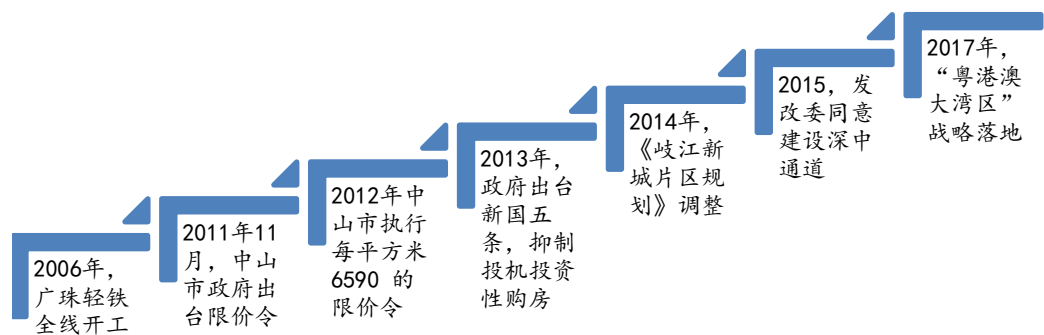 2006年，
广珠轻铁
全线开工
2011年11
月，中山
市政府出
台限价令
2012年中
山市执行
每平方米
6590 的
限价令
2013年，
政府出台
新国五
条，抑制
投机投资
性购房
2014年，
《岐江新
城片区规
划》调整
2015，发
改委同意
建设深中
通道
2017年，
“粤港澳
大湾区”
战略落地